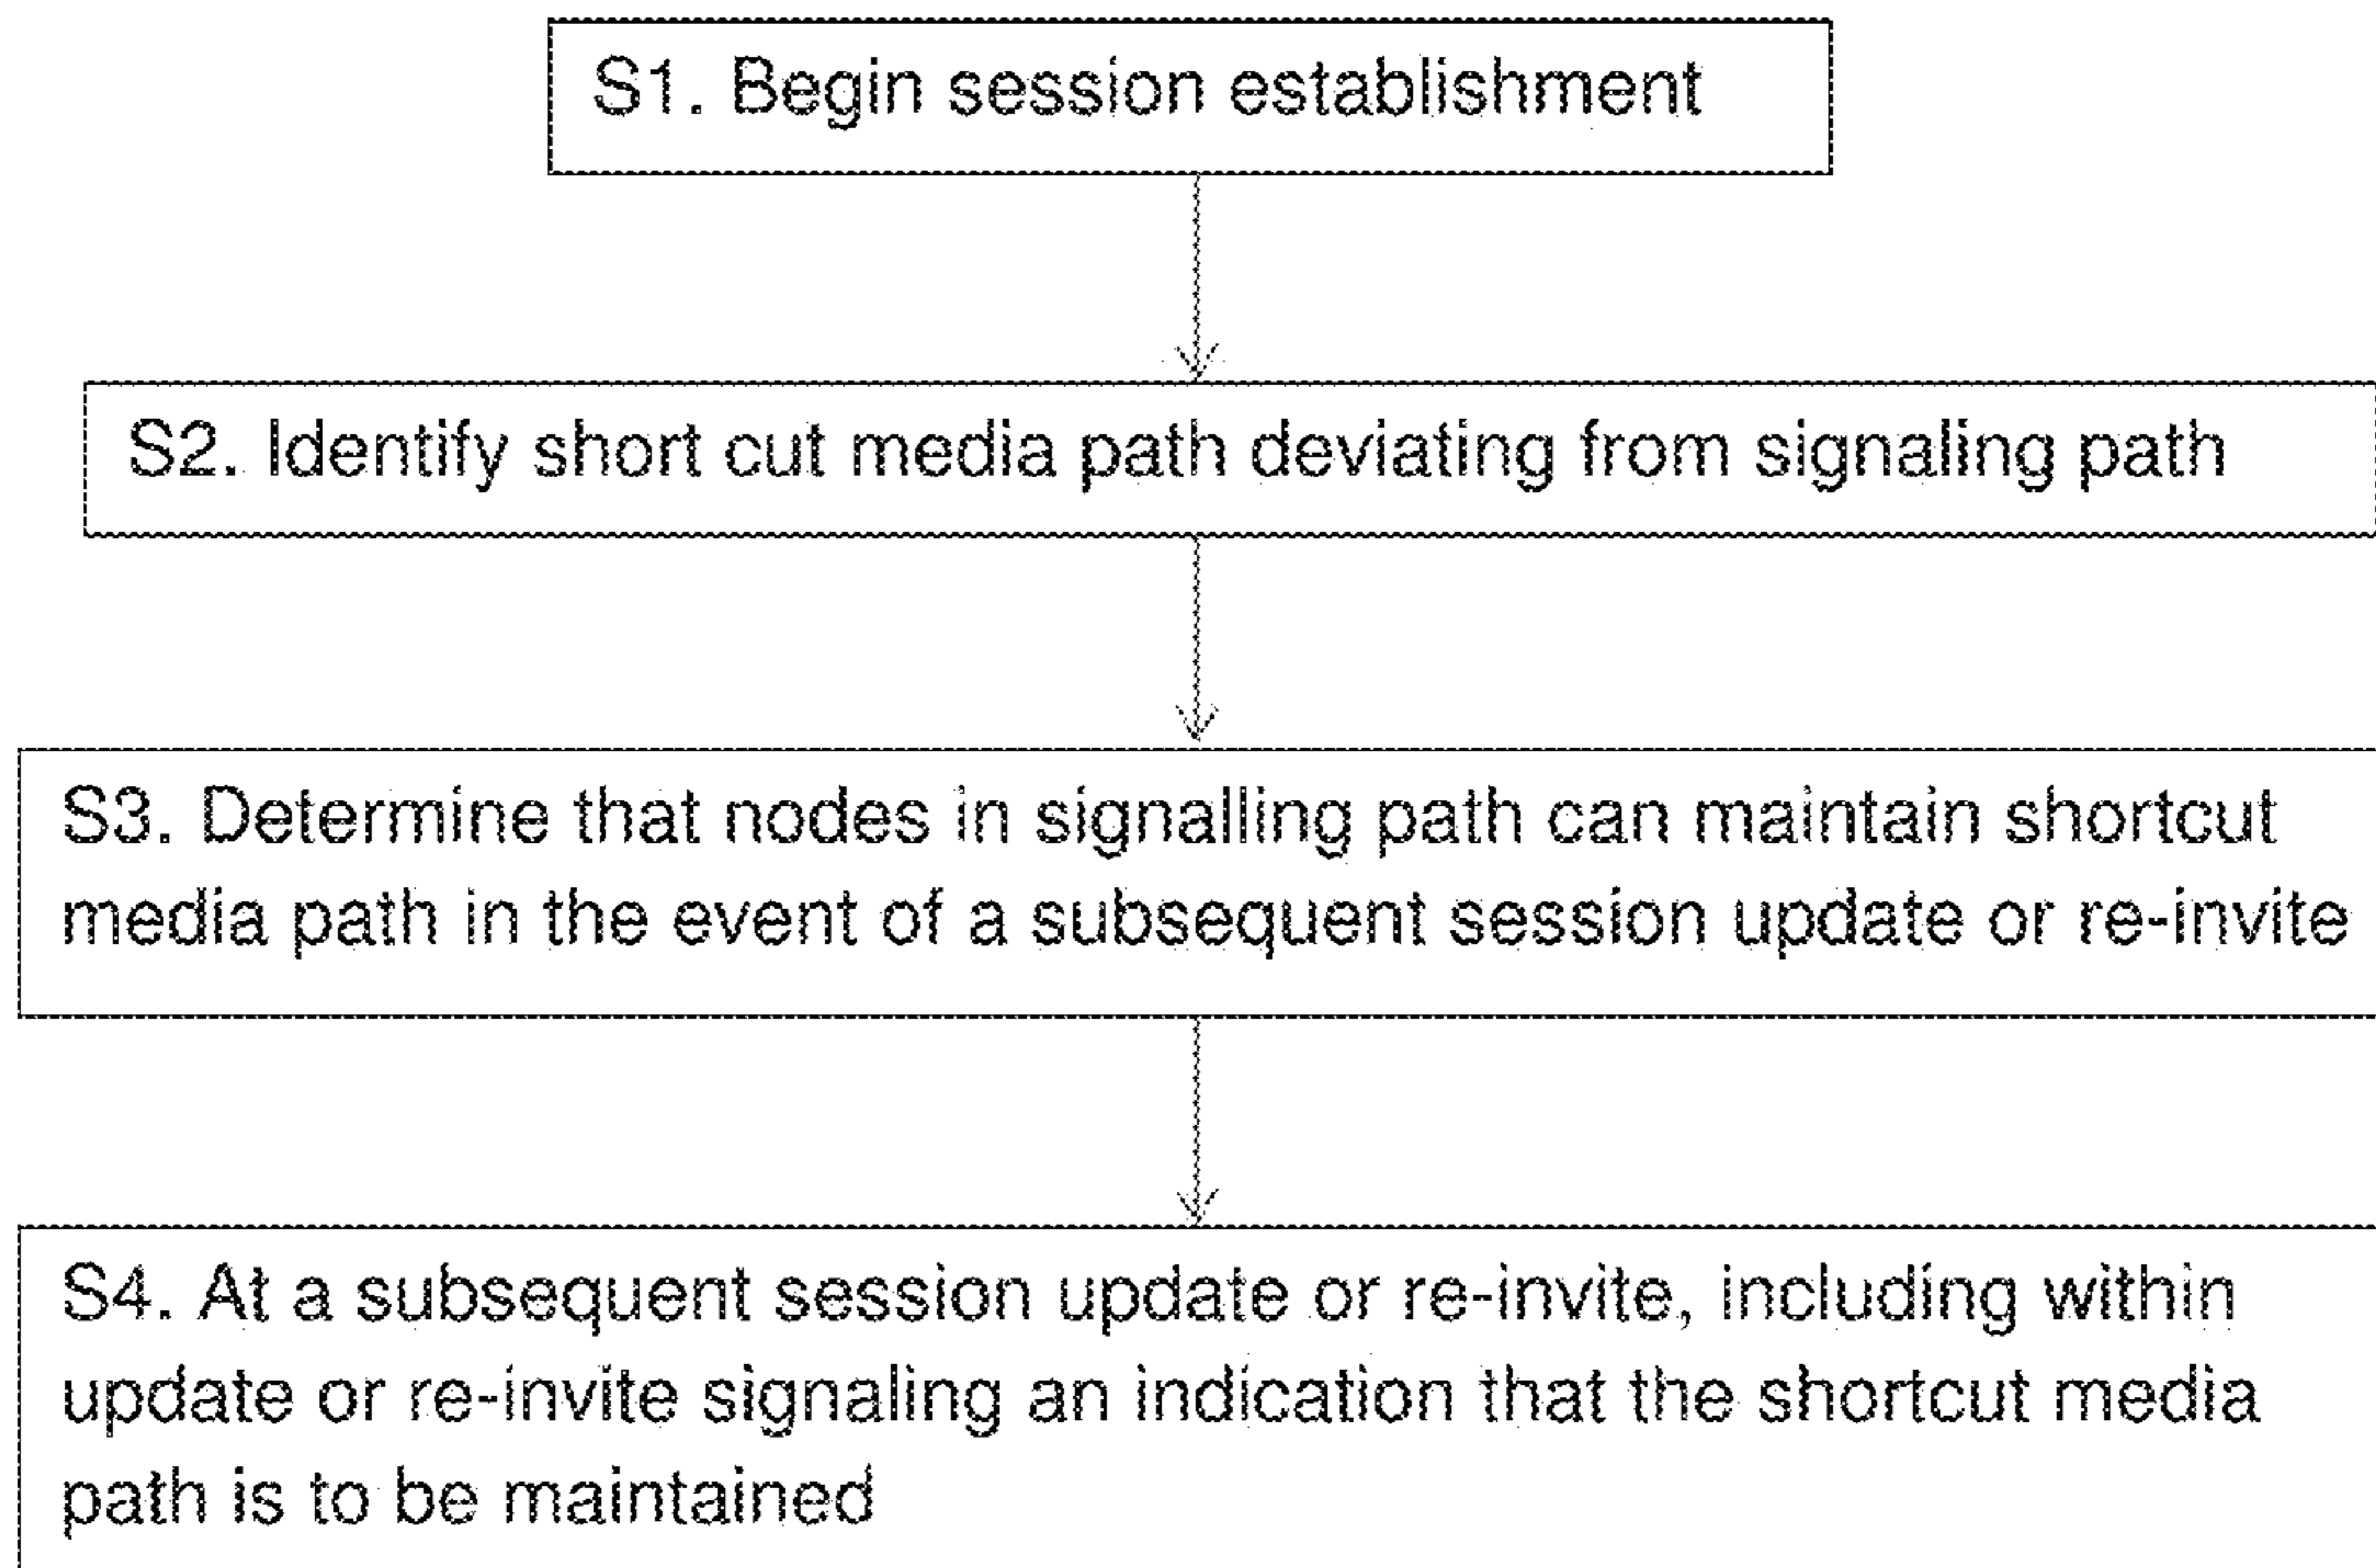 S1. Begin session establishment
S2. Identify short cut media path deviating from signaling path
S3. Determine that nodes in signalling path can maintain shortcut
media path in the event of a subsequent session update or re-invite
S4. At a subsequent session update or re-invite, including within
update or re-invite signaling an indication that the shortcut media
path is to be maintained